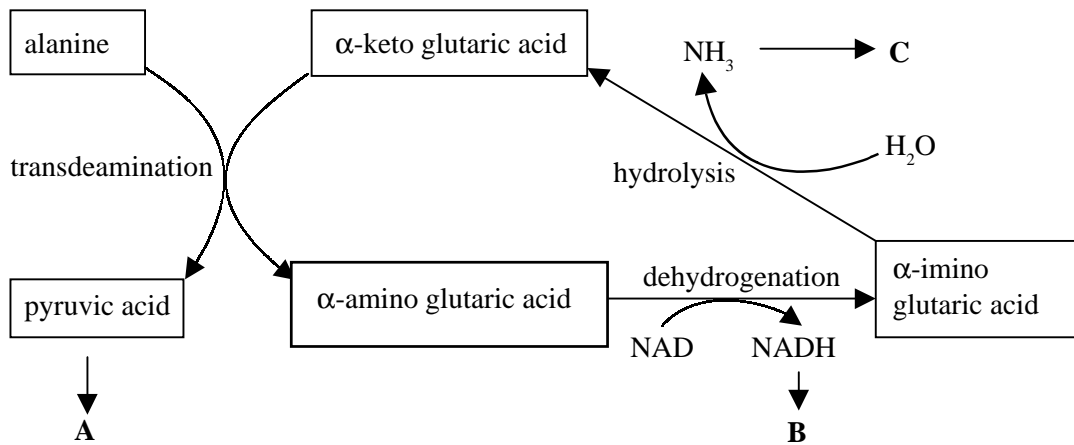 alanine
α-keto glutaric acid
NH₃
C
transdeamination
hydrolysis
H₂O
pyruvic acid
α-amino glutaric acid
dehydrogenation
α-imino
glutaric acid
NAD
NADH
A
B